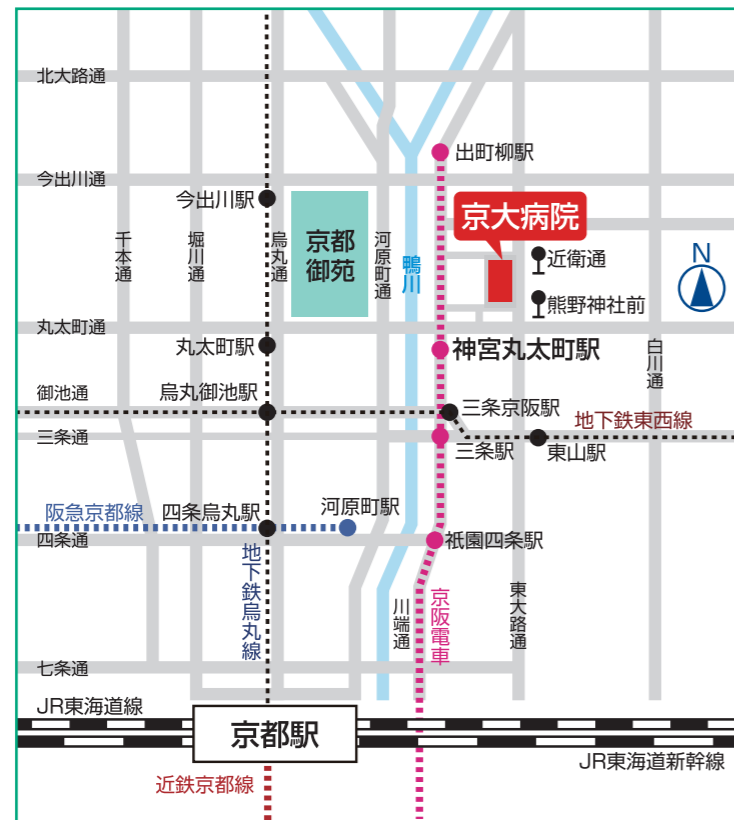 北大路通
出町柳駅
今出川通
今出川駅
京大病院
千本通
堀川通
烏丸通
京都
御苑
河原町通
鴨川
近衛通
N
熊野神社前
丸太町通
丸太町駅
神宮丸太町駅
白川通
御池通
烏丸御池駅
三条京阪駅
地下鉄東西線
三条通
三条駅
東山駅
阪急京都線
四条烏丸駅
河原町駅
四条通
祇園四条駅
地下鉄烏丸線
川端通
京阪電車
東大路通
七条通
JR東海道線
京都駅
JR東海道新幹線
近鉄京都線